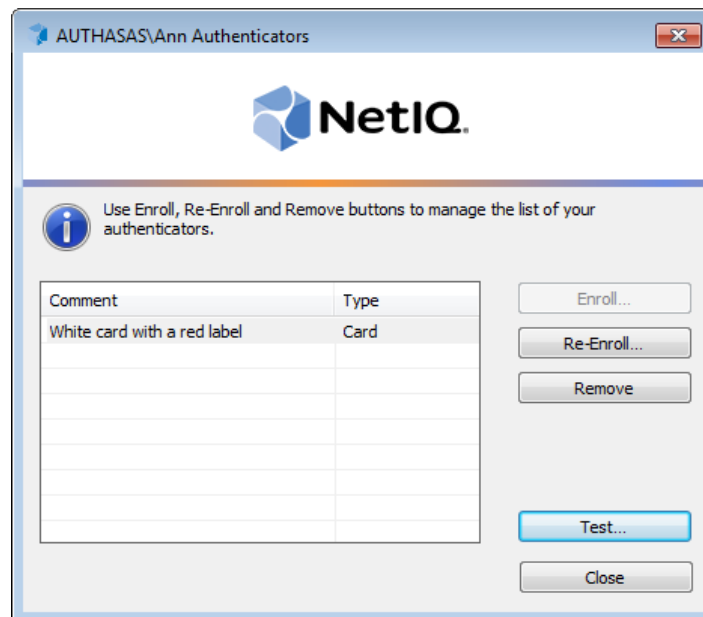 AUTHASAS\Ann Authenticators
NetIQ.
Use Enroll, Re-Enroll and Remove buttons to manage the list of your
authenticators.
Comment Type
White card with a red label Card
Enroll...
Re-Enroll...
Remove
Test...
Close